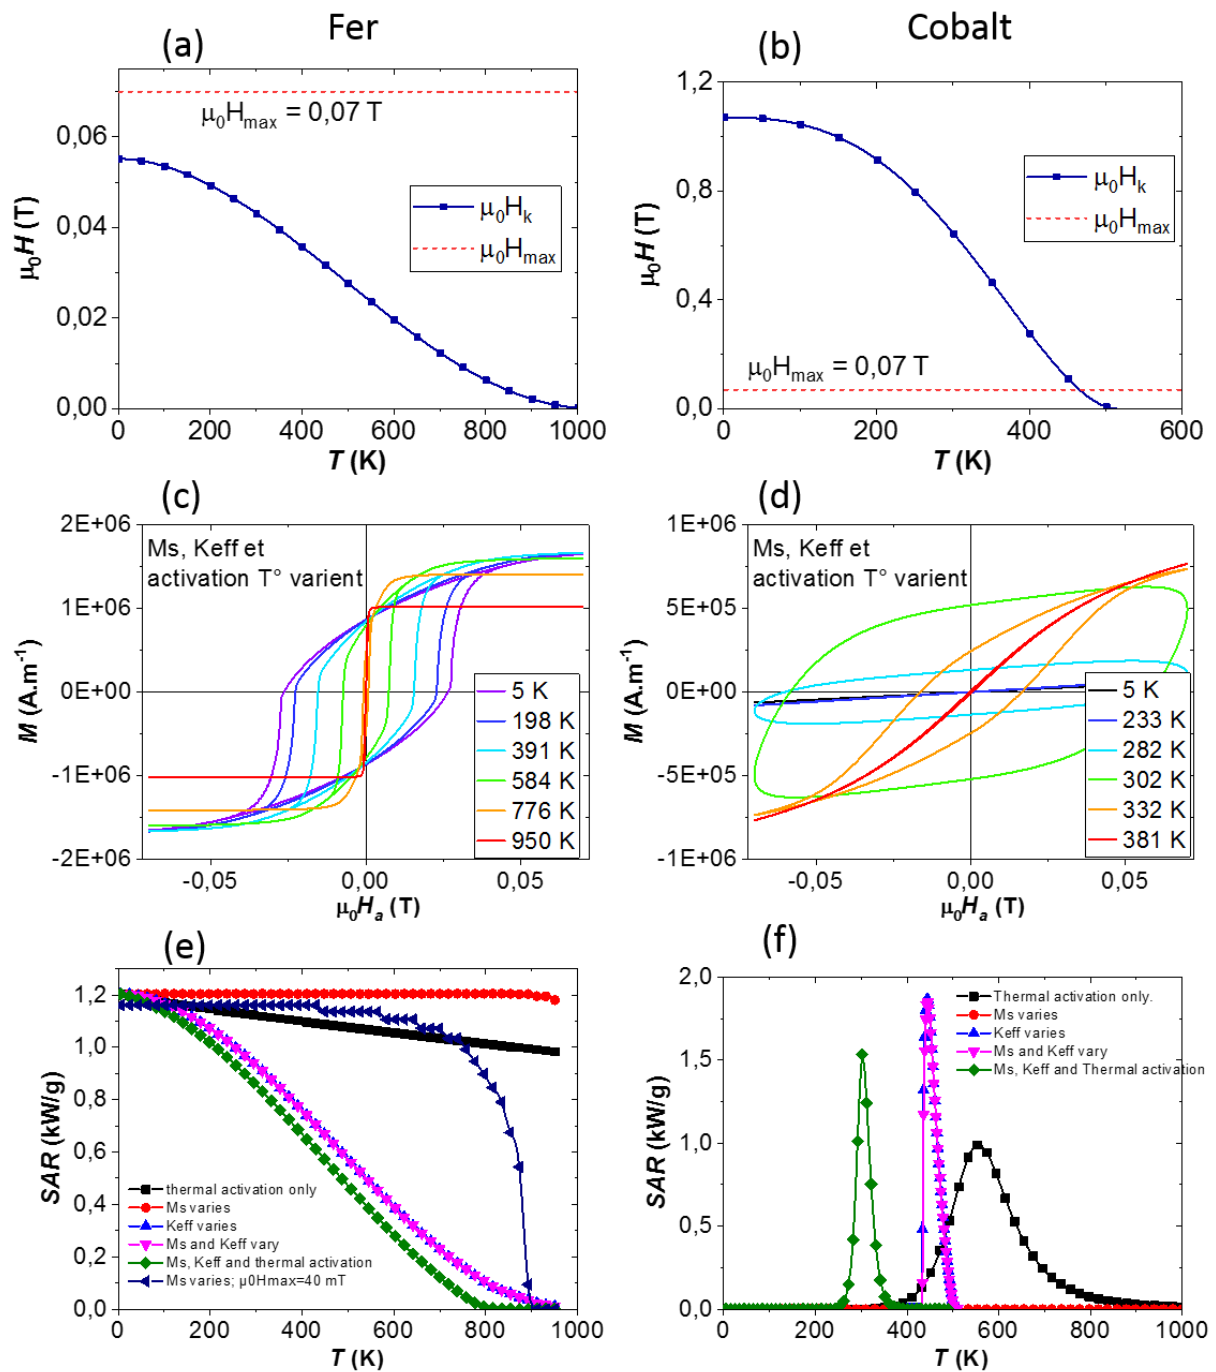 Fer
Cobalt
(a)
(b)
μ₀H (T)
0,06
0,04
0,02
0,00
μ₀Hmax = 0,07 T
μ₀Hk
μ₀Hmax
0 200 400 600 800 1000
T (K)
μ₀H (T)
1,2
0,8
0,4
0,0
μ₀Hk
μ₀Hmax
μ₀Hmax = 0,07 T
0 200 400 600
T (K)
(c)
(d)
M (A.m⁻¹)
2E+06
1E+06
0E+00
-1E+06
-2E+06
Ms, Keff et
activation T° varient
5 K
198 K
391 K
584 K
776 K
950 K
-0,05 0,00 0,05
μ₀Hₐ (T)
M (A.m⁻¹)
1E+06
5E+05
0E+00
-5E+05
-1E+06
Ms, Keff et
activation T° varient
5 K
233 K
282 K
302 K
332 K
381 K
-0,05 0,00 0,05
μ₀Hₐ (T)
(e)
(f)
SAR (kW/g)
1,2
1,0
0,8
0,6
0,4
0,2
0,0
thermal activation only
Ms varies
Keff varies
Ms and Keff vary
Ms, Keff and thermal activation
Ms varies; μ0Hmax=40 mT
0 200 400 600 800 1000
T (K)
SAR (kW/g)
2,0
1,5
1,0
0,5
0,0
Thermal activation only.
Ms varies
Keff varies
Ms and Keff vary
Ms, Keff and Thermal activation
0 200 400 600 800 1000
T (K)